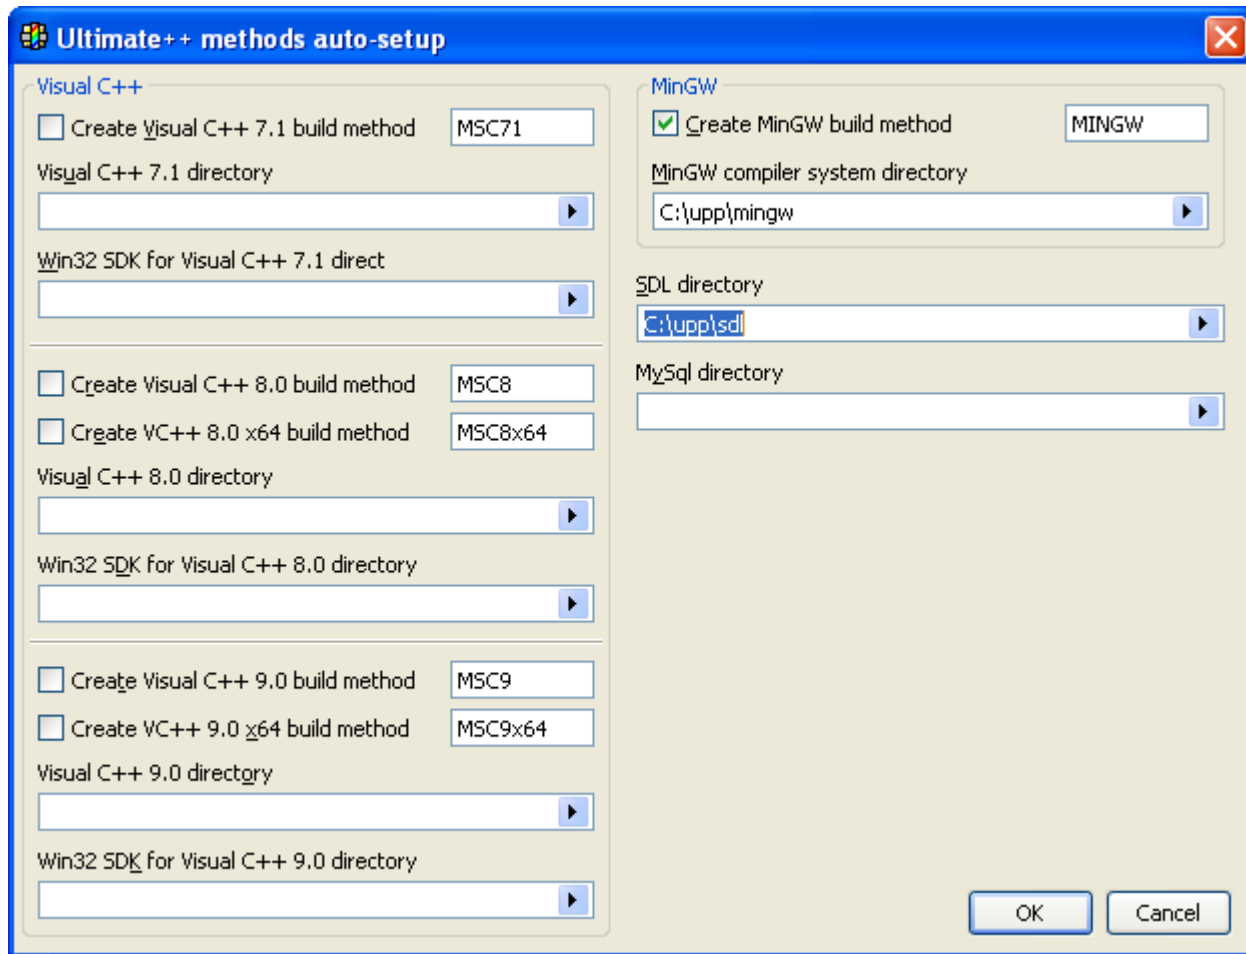 Ultimate++ methods auto-setup
Visual C++
Create Visual C++ 7.1 build method MSC71
Visual C++ 7.1 directory
Win32 SDK for Visual C++ 7.1 direct
Create Visual C++ 8.0 build method MSC8
Create VC++ 8.0 x64 build method MSC8x64
Visual C++ 8.0 directory
Win32 SDK for Visual C++ 8.0 directory
Create Visual C++ 9.0 build method MSC9
Create VC++ 9.0 x64 build method MSC9x64
Visual C++ 9.0 directory
Win32 SDK for Visual C++ 9.0 directory
MinGW
Create MinGW build method MINGW
MinGW compiler system directory
C:\upp\mingw
SDL directory
C:\upp\sdl
MySql directory
OK Cancel